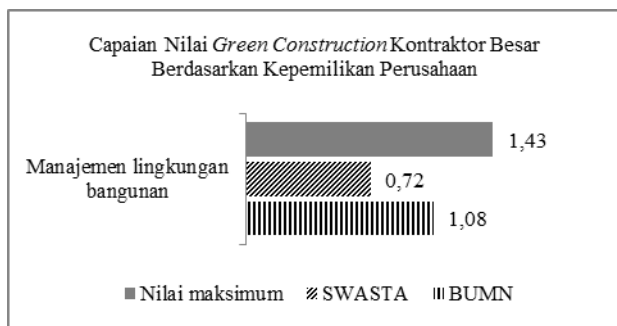 Capaian Nilai Green Construction Kontraktor Besar
Berdasarkan Kepemilikan Perusahaan
1,43
Manajemen lingkungan
bangunan
0,72
1,08
Nilai maksimum SWASTA BUMN